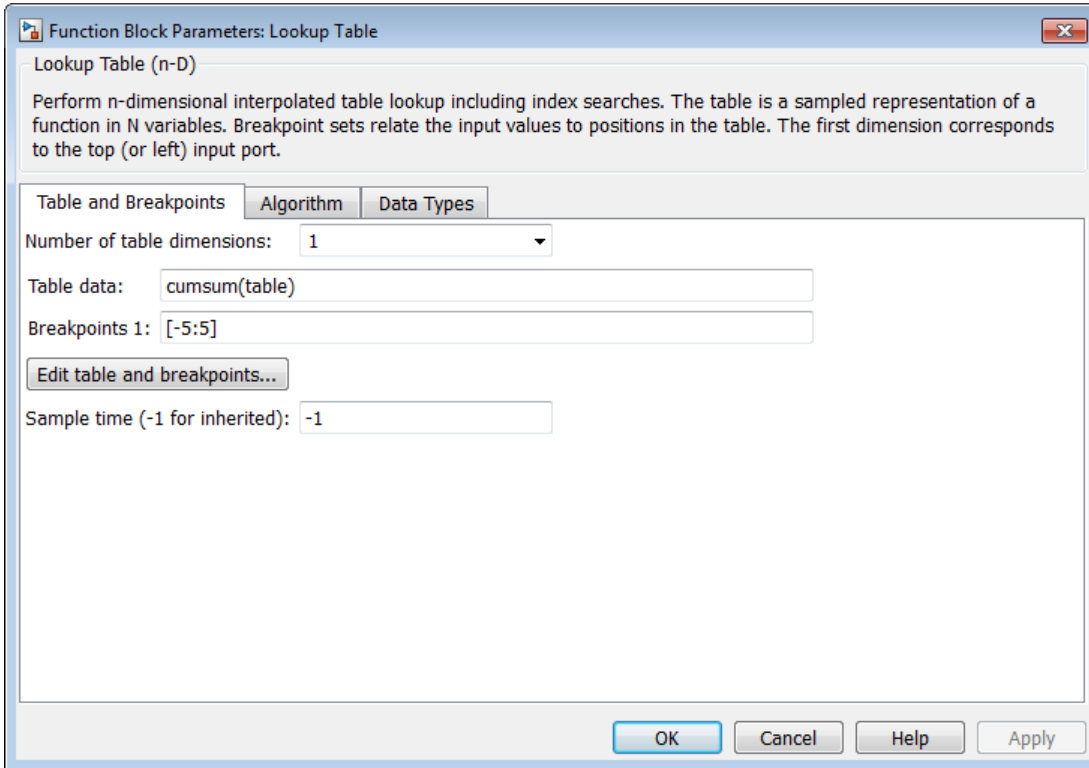 Function Block Parameters: Lookup Table
Lookup Table (n-D)
Perform n-dimensional interpolated table lookup including index searches. The table is a sampled representation of a
function in N variables. Breakpoint sets relate the input values to positions in the table. The first dimension corresponds
to the top (or left) input port.
Table and Breakpoints Algorithm Data Types
Number of table dimensions: 1
Table data: cumsum(table)
Breakpoints 1: [-5:5]
Edit table and breakpoints...
Sample time (-1 for inherited): -1
OK Cancel Help Apply